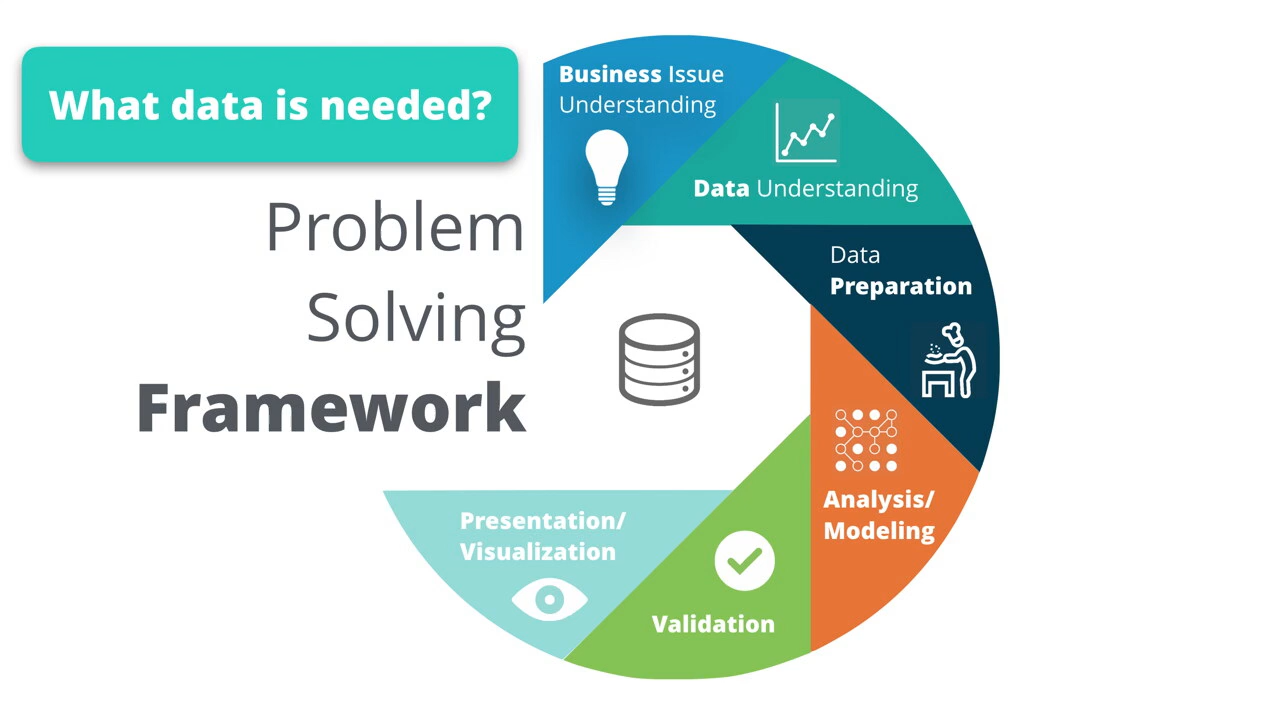 What data is needed?
Problem
Solving
Framework
Business Issue
Understanding
Data Understanding
Data
Preparation
Analysis/
Modeling
Validation
Presentation/
Visualization